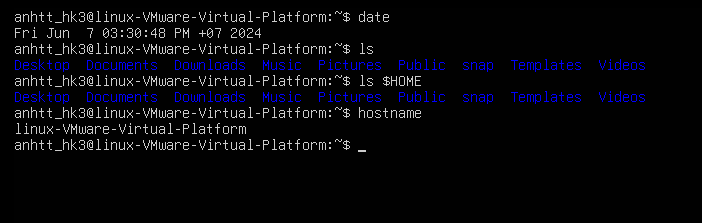 anhtt_hk3@linux-VMware-Virtual-Platform:~$ date
Fri Jun  7 03:30:48 PM +07 2024
anhtt_hk3@linux-VMware-Virtual-Platform:~$ ls
Desktop  Documents  Downloads  Music  Pictures  Public  snap  Templates  Videos
anhtt_hk3@linux-VMware-Virtual-Platform:~$ ls $HOME
Desktop  Documents  Downloads  Music  Pictures  Public  snap  Templates  Videos
anhtt_hk3@linux-VMware-Virtual-Platform:~$ hostname
linux-VMware-Virtual-Platform
anhtt_hk3@linux-VMware-Virtual-Platform:~$ _